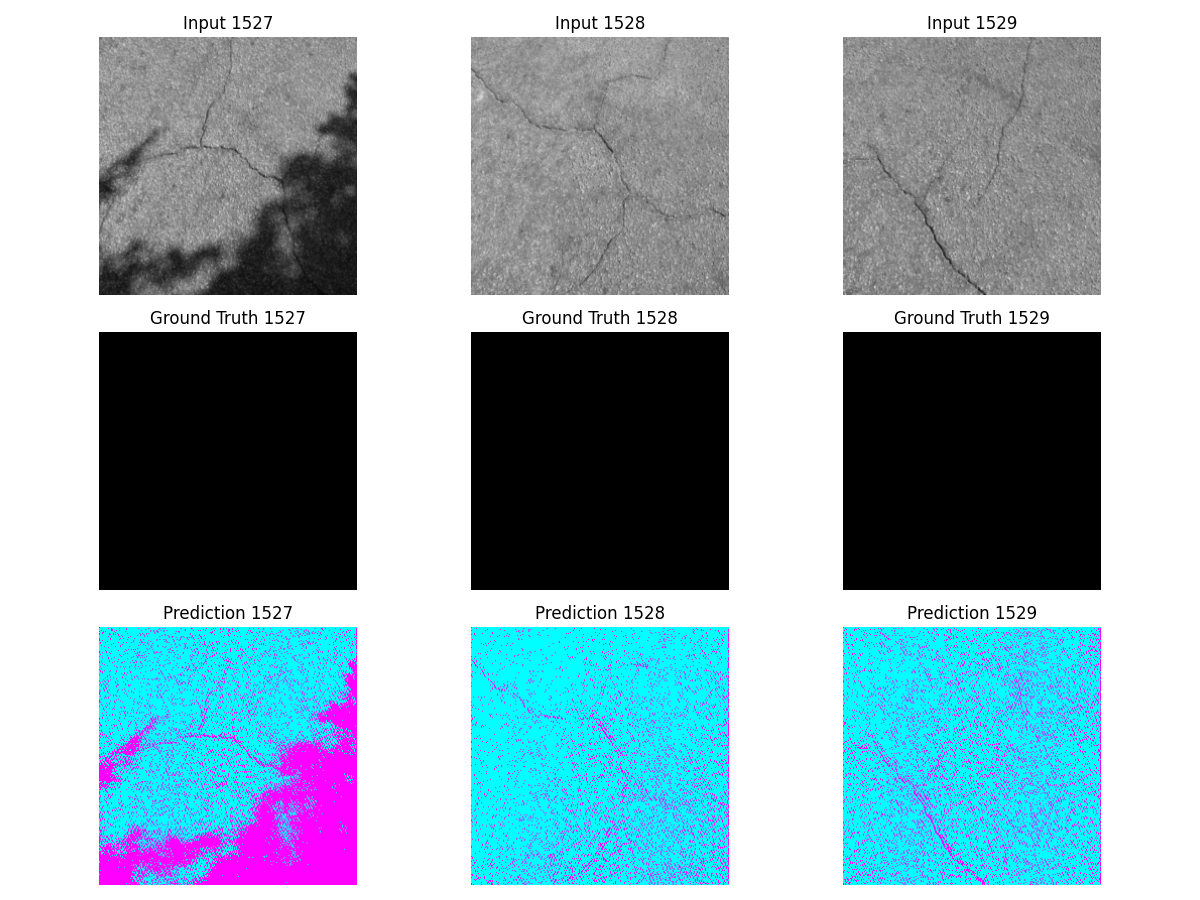 Input 1527
Input 1528
Input 1529
Ground Truth 1527
Ground Truth 1528
Ground Truth 1529
Prediction 1527
Prediction 1528
Prediction 1529